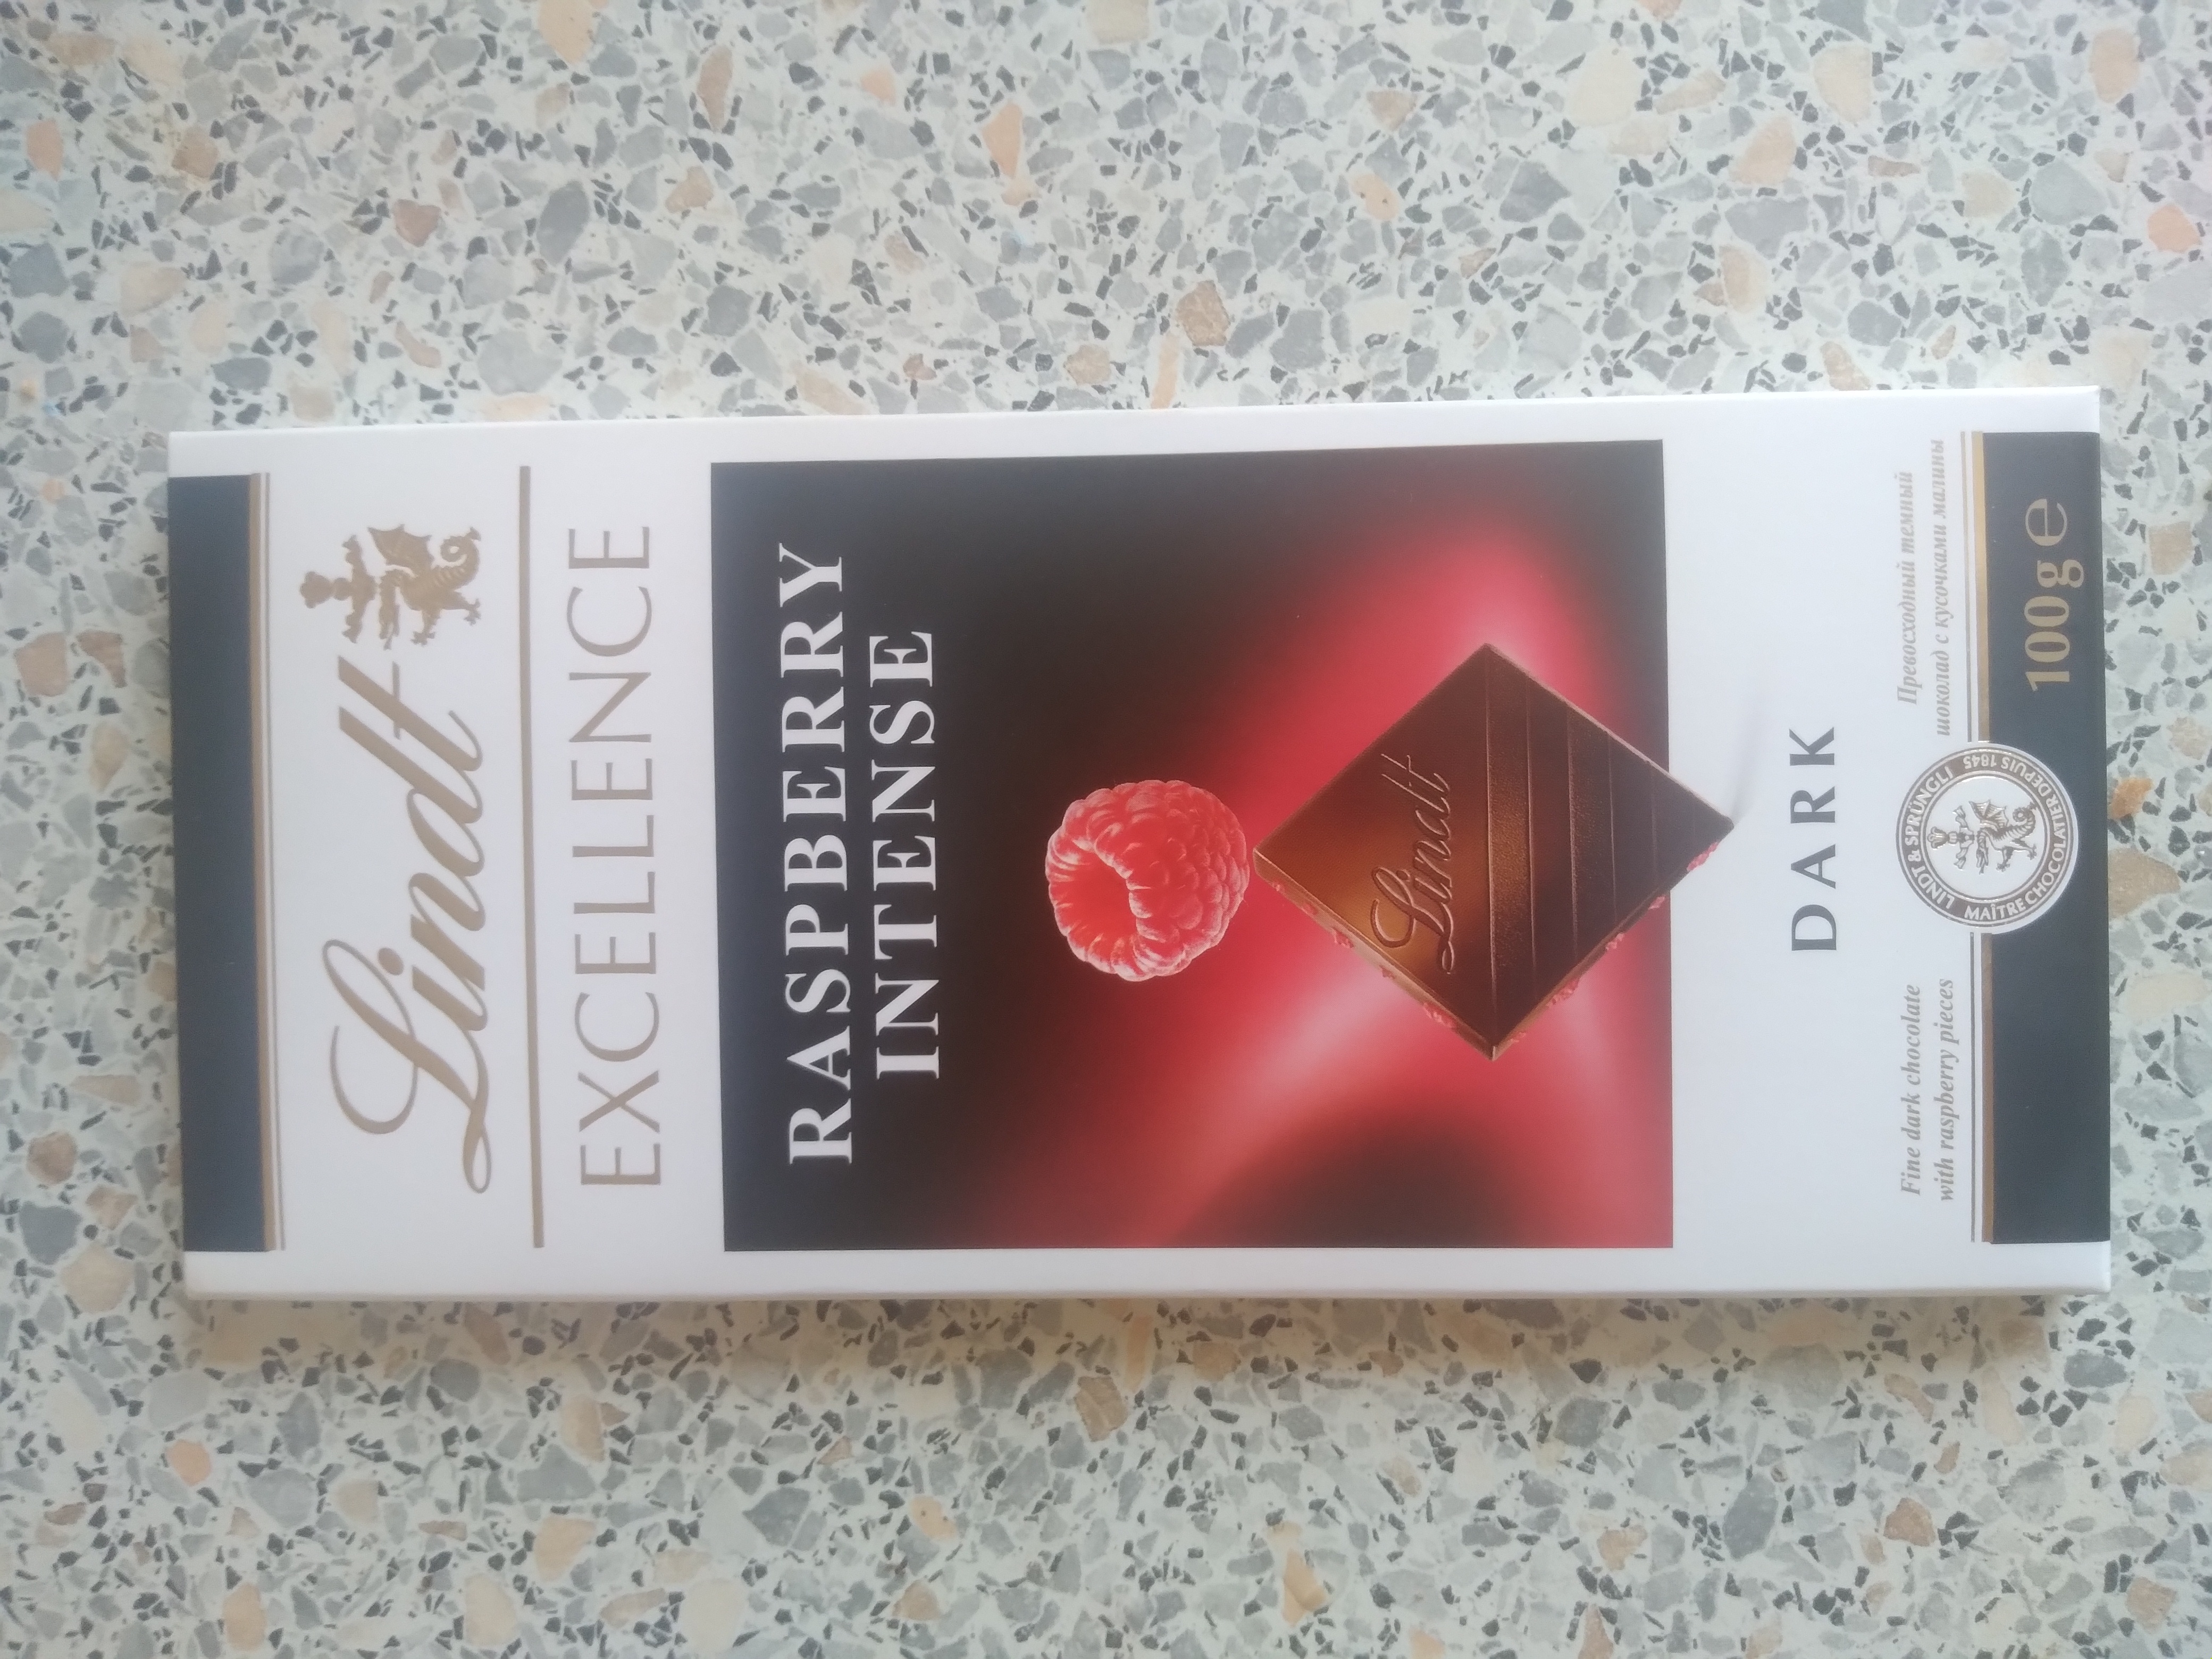 Lindt
EXCELLENCE
RASPBERRY
INTENSE
Lindt
DARK
Fine dark chocolate
with raspberry pieces
Превосходный темный
шоколад с кусочками малины
LINDT & SPRÜNGLI
MAÎTRE CHOCOLATIER DEPUIS 1845
100g e